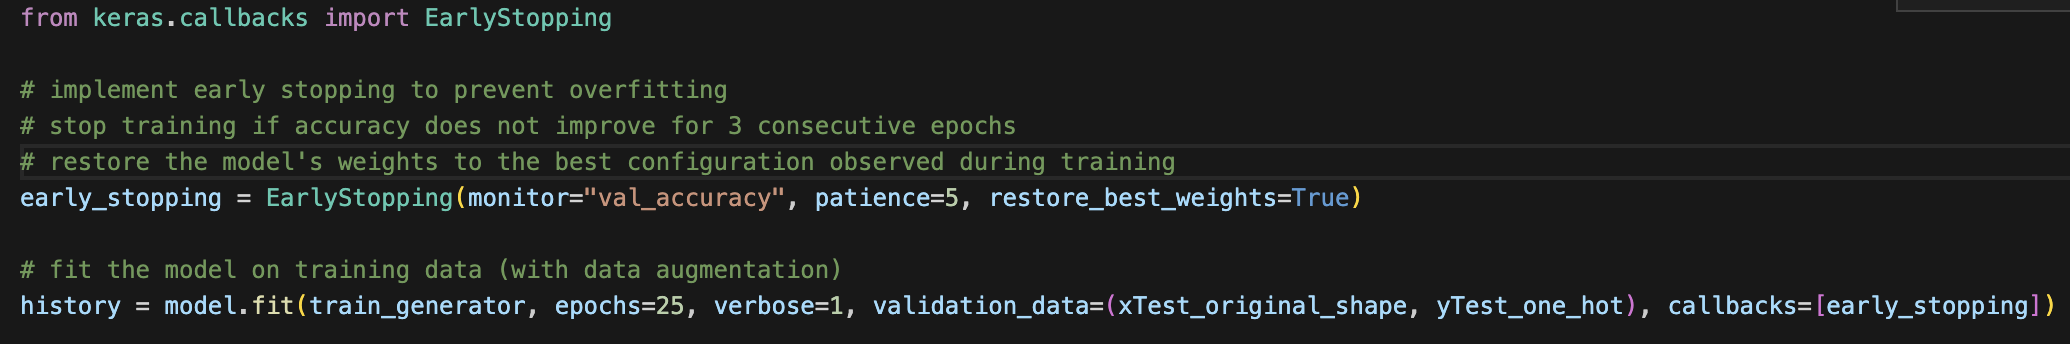 from keras.callbacks import EarlyStopping
# implement early stopping to prevent overfitting
# stop training if accuracy does not improve for 3 consecutive epochs
# restore the model's weights to the best configuration observed during training
early_stopping = EarlyStopping(monitor="val_accuracy", patience=5, restore_best_weights=True)
# fit the model on training data (with data augmentation)
history = model.fit(train_generator, epochs=25, verbose=1, validation_data=(xTest_original_shape, yTest_one_hot), callbacks=[early_stopping])